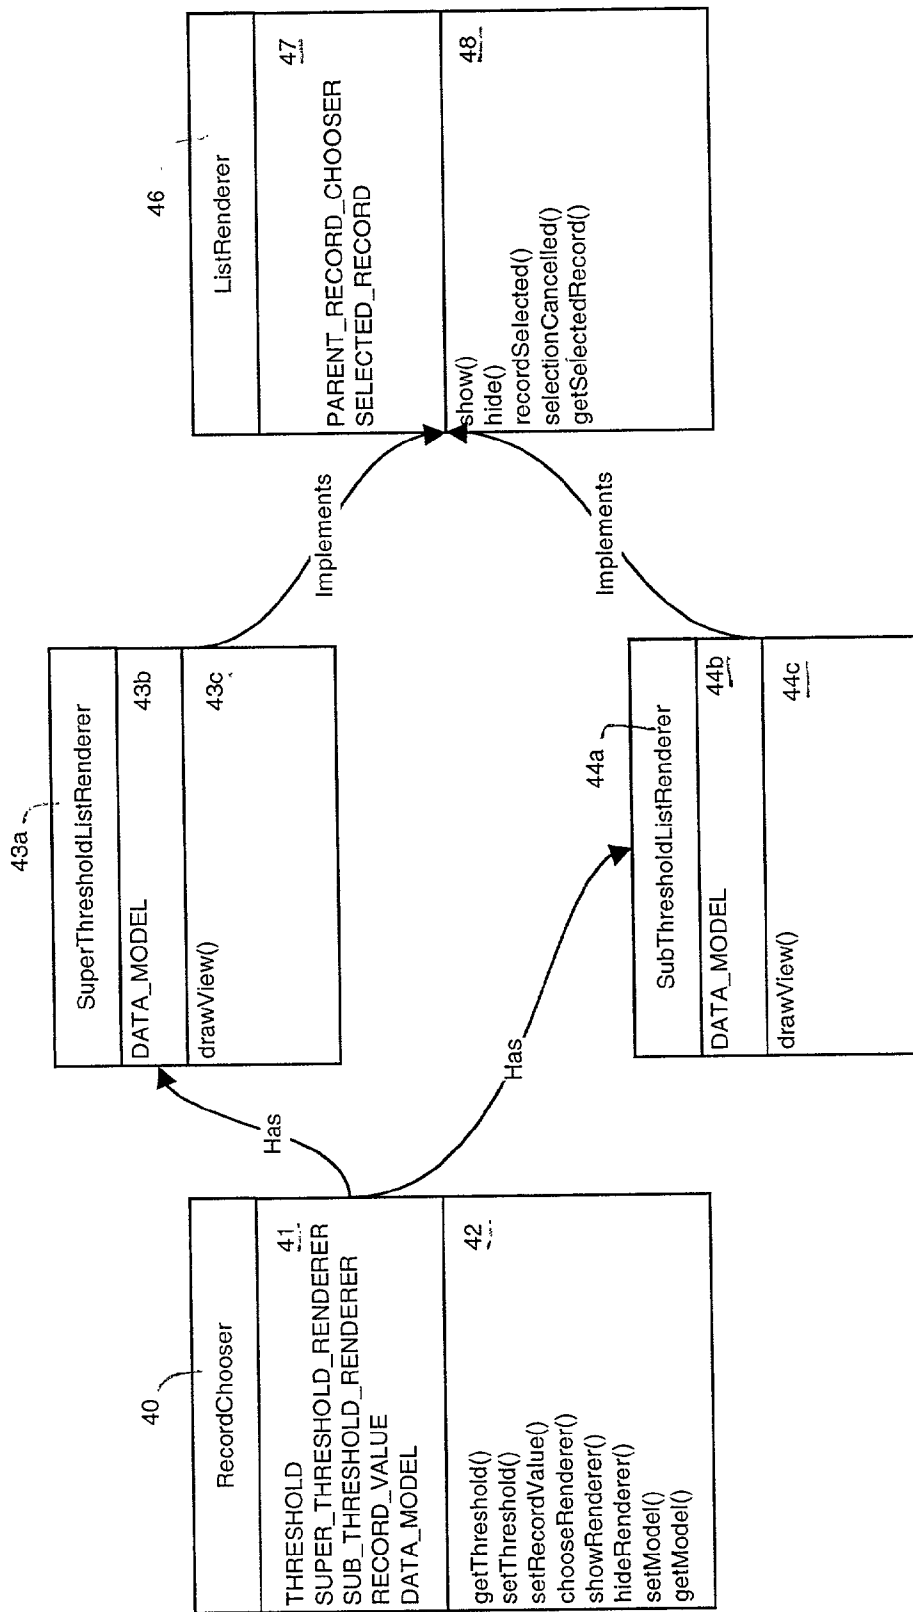 40
RecordChooser
41
THRESHOLD
SUPER_THRESHOLD_RENDERER
SUB_THRESHOLD_RENDERER
RECORD_VALUE
DATA_MODEL
42
getThreshold()
setThreshold()
setRecordValue()
chooseRenderer()
showRenderer()
hideRenderer()
setModel()
getModel()
Has
Has
43a
SuperThresholdListRenderer
DATA_MODEL 43b
43c
drawView()
44a
SubThresholdListRenderer
DATA_MODEL 44b
44c
drawView()
Implements
Implements
46
ListRenderer
47
PARENT_RECORD_CHOOSER
SELECTED_RECORD
48
show()
hide()
recordSelected()
selectionCancelled()
getSelectedRecord()